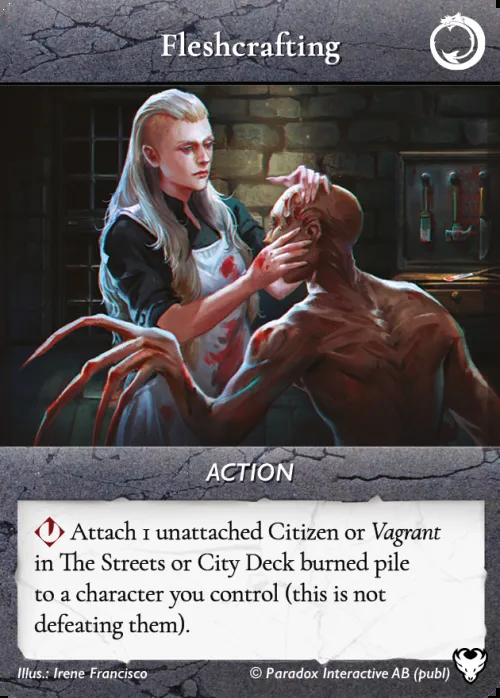 Fleshcrafting
ACTION
Attach 1 unattached Citizen or Vagrant
in The Streets or City Deck burned pile
to a character you control (this is not
defeating them).
Illus.: Irene Francisco © Paradox Interactive AB (publ)